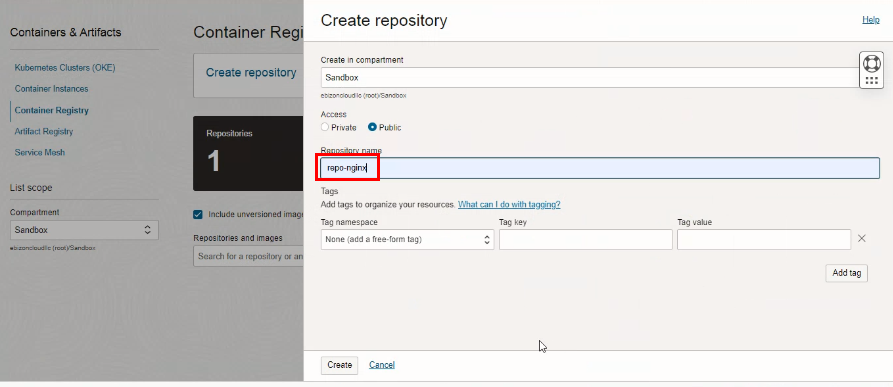 Containers & Artifacts
Kubernetes Clusters (OKE)
Container Instances
Container Registry
Artifact Registry
Service Mesh
List scope
Compartment
Sandbox
ebizoncloudllc (root)/Sandbox
Container Regi
Create repository
Repositories
1
Include unversioned imag
Repositories and images
Search for a repository or an
Create repository
Help
Create in compartment
Sandbox
ebizoncloudllc (root)/Sandbox
Access
Private
Public
Repository name
repo-nginx
Tags
Add tags to organize your resources. What can I do with tagging?
Tag namespace
Tag key
Tag value
None (add a free-form tag)
Add tag
Create
Cancel